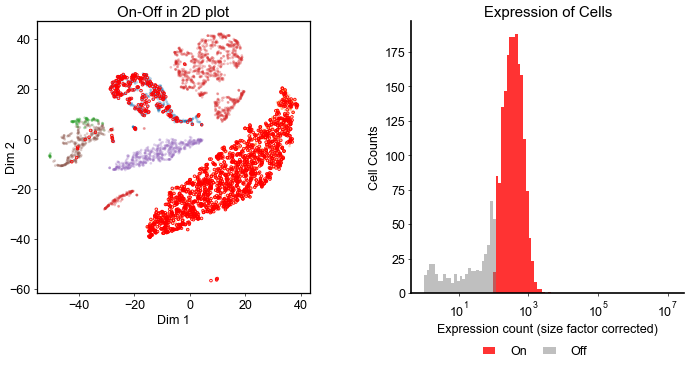 On-Off in 2D plot
Expression of Cells
40
20
0
−20
−40
−60
Dim 2
−40 −20 0 20 40
Dim 1
175
150
125
100
75
50
25
0
Cell Counts
10^1 10^3 10^5 10^7
Expression count (size factor corrected)
On Off